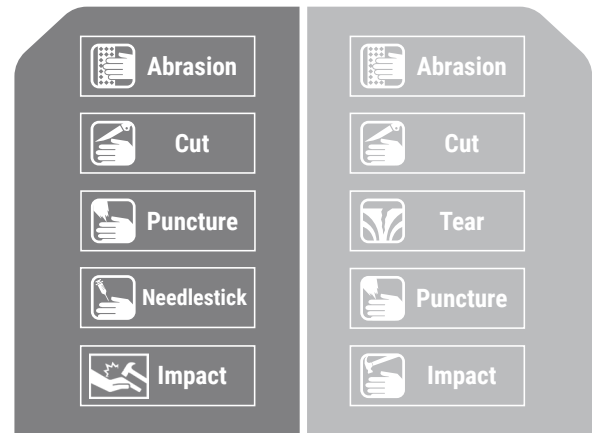 Abrasion
Cut
Puncture
Needlestick
Impact
Abrasion
Cut
Tear
Puncture
Impact